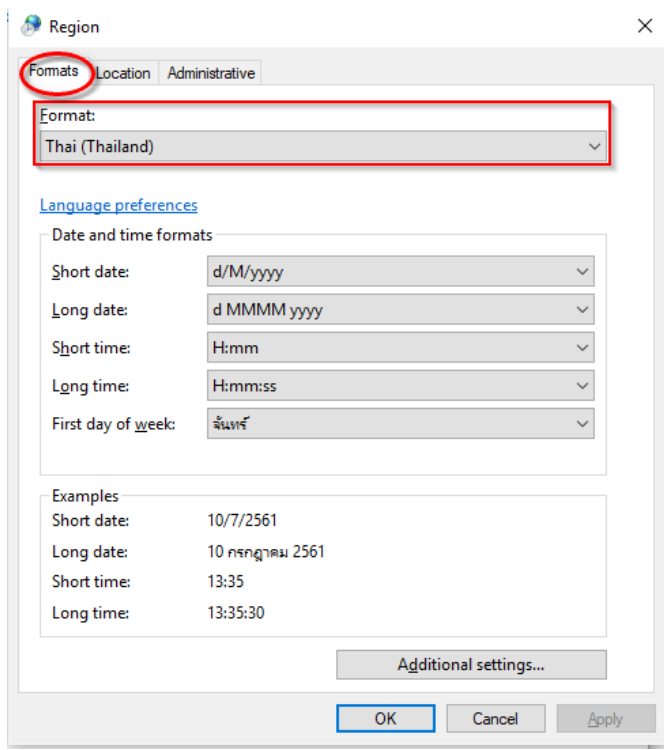 Region
Formats Location Administrative
Format:
Thai (Thailand)
Language preferences
Date and time formats
Short date: d/M/yyyy
Long date: d MMMM yyyy
Short time: H:mm
Long time: H:mm:ss
First day of week: จันทร์
Examples
Short date: 10/7/2561
Long date: 10 กรกฎาคม 2561
Short time: 13:35
Long time: 13:35:30
Additional settings...
OK Cancel Apply